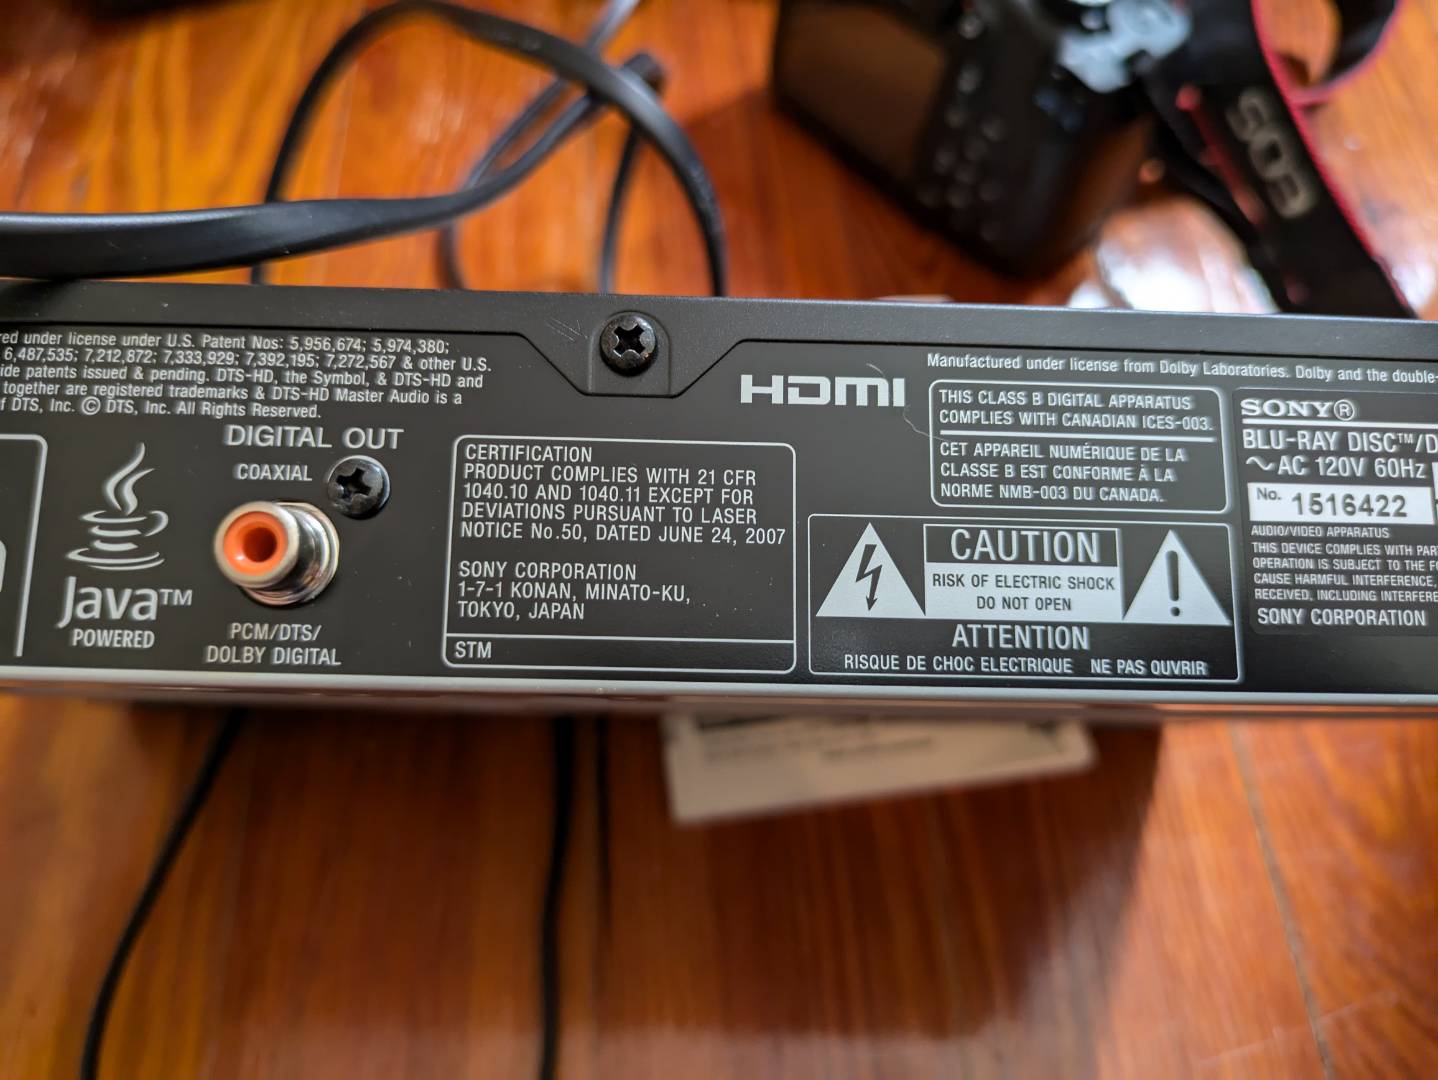 EOS
red under license under U.S. Patent Nos: 5,956,674; 5,974,380;
6,487,535; 7,212,872; 7,333,929; 7,392,195; 7,272,567 & other U.S.
ide patents issued & pending. DTS-HD, the Symbol, & DTS-HD and
together are registered trademarks & DTS-HD Master Audio is a
f DTS, Inc. © DTS, Inc. All Rights Reserved.
DIGITAL OUT
COAXIAL
Java™
POWERED
PCM/DTS/
DOLBY DIGITAL
CERTIFICATION
PRODUCT COMPLIES WITH 21 CFR
1040.10 AND 1040.11 EXCEPT FOR
DEVIATIONS PURSUANT TO LASER
NOTICE No.50, DATED JUNE 24, 2007
SONY CORPORATION
1-7-1 KONAN, MINATO-KU,
TOKYO, JAPAN
STM
HDMI
Manufactured under license from Dolby Laboratories. Dolby and the double-
THIS CLASS B DIGITAL APPARATUS
COMPLIES WITH CANADIAN ICES-003.
CET APPAREIL NUMÉRIQUE DE LA
CLASSE B EST CONFORME À LA
NORME NMB-003 DU CANADA.
CAUTION
RISK OF ELECTRIC SHOCK
DO NOT OPEN
ATTENTION
RISQUE DE CHOC ELECTRIQUE NE PAS OUVRIR
SONY®
BLU-RAY DISC™/D
~ AC 120V 60Hz
No. 1516422
AUDIO/VIDEO APPARATUS
THIS DEVICE COMPLIES WITH PAR
OPERATION IS SUBJECT TO THE FO
CAUSE HARMFUL INTERFERENCE,
RECEIVED, INCLUDING INTERFERE
SONY CORPORATION